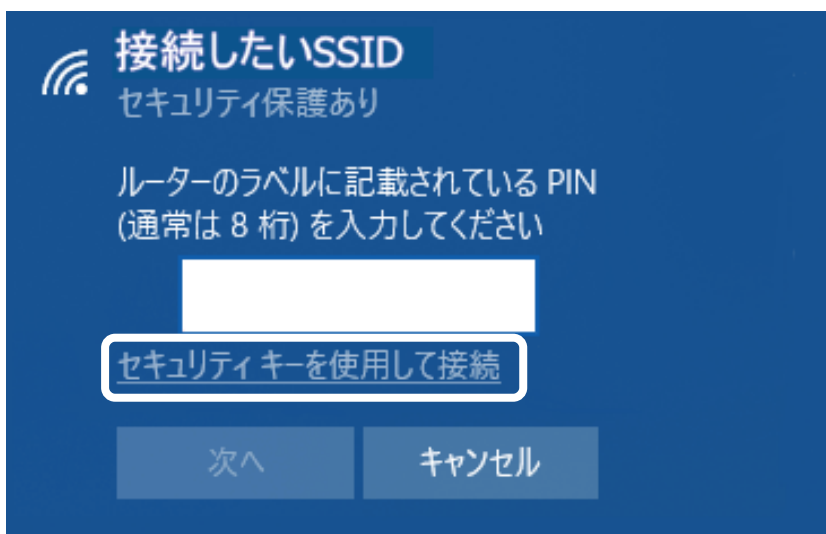 接続したいSSID
セキュリティ保護あり
ルーターのラベルに記載されている PIN
(通常は 8 桁) を入力してください
セキュリティ キーを使用して接続
次へ
キャンセル